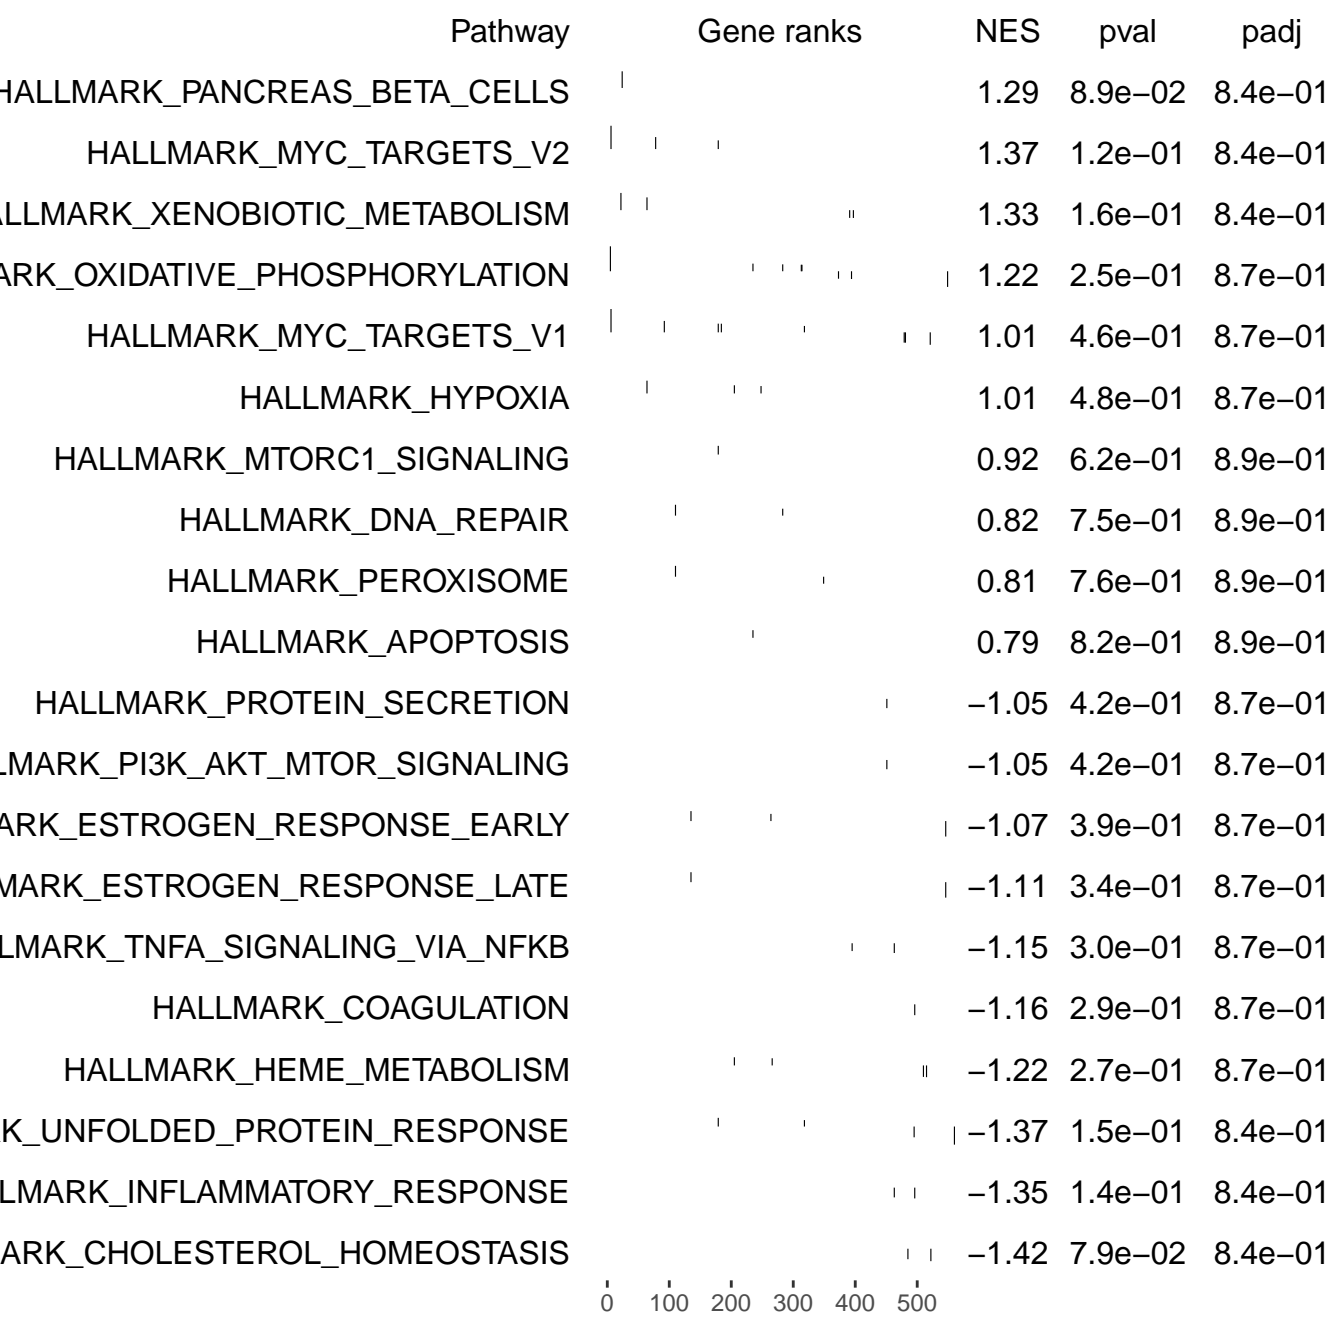 Pathway Gene ranks NES pval padj
HALLMARK_PANCREAS_BETA_CELLS 1.29 8.9e−02 8.4e−01
HALLMARK_MYC_TARGETS_V2 1.37 1.2e−01 8.4e−01
ALLMARK_XENOBIOTIC_METABOLISM 1.33 1.6e−01 8.4e−01
ARK_OXIDATIVE_PHOSPHORYLATION 1.22 2.5e−01 8.7e−01
HALLMARK_MYC_TARGETS_V1 1.01 4.6e−01 8.7e−01
HALLMARK_HYPOXIA 1.01 4.8e−01 8.7e−01
HALLMARK_MTORC1_SIGNALING 0.92 6.2e−01 8.9e−01
HALLMARK_DNA_REPAIR 0.82 7.5e−01 8.9e−01
HALLMARK_PEROXISOME 0.81 7.6e−01 8.9e−01
HALLMARK_APOPTOSIS 0.79 8.2e−01 8.9e−01
HALLMARK_PROTEIN_SECRETION −1.05 4.2e−01 8.7e−01
LMARK_PI3K_AKT_MTOR_SIGNALING −1.05 4.2e−01 8.7e−01
ARK_ESTROGEN_RESPONSE_EARLY −1.07 3.9e−01 8.7e−01
MARK_ESTROGEN_RESPONSE_LATE −1.11 3.4e−01 8.7e−01
LMARK_TNFA_SIGNALING_VIA_NFKB −1.15 3.0e−01 8.7e−01
HALLMARK_COAGULATION −1.16 2.9e−01 8.7e−01
HALLMARK_HEME_METABOLISM −1.22 2.7e−01 8.7e−01
K_UNFOLDED_PROTEIN_RESPONSE −1.37 1.5e−01 8.4e−01
LMARK_INFLAMMATORY_RESPONSE −1.35 1.4e−01 8.4e−01
ARK_CHOLESTEROL_HOMEOSTASIS −1.42 7.9e−02 8.4e−01
0 100 200 300 400 500